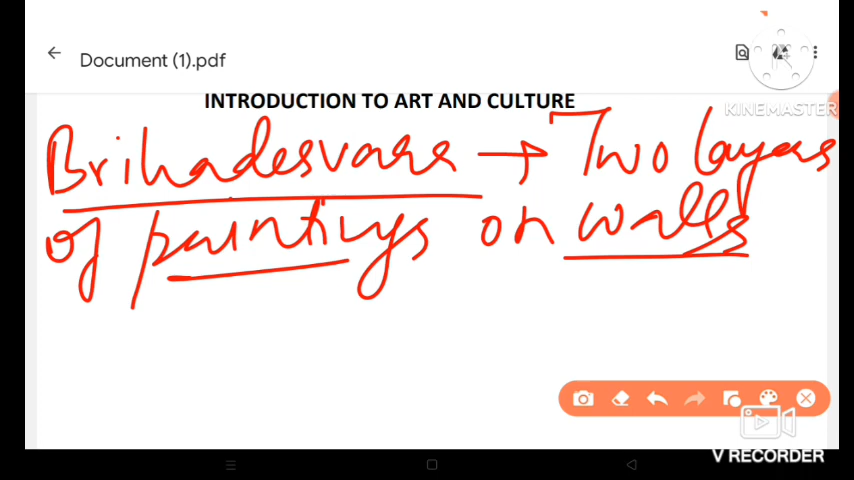 Document (1).pdf
KINEMASTER
INTRODUCTION TO ART AND CULTURE
Brihadesvara → Two layers
of paintings on walls
V RECORDER